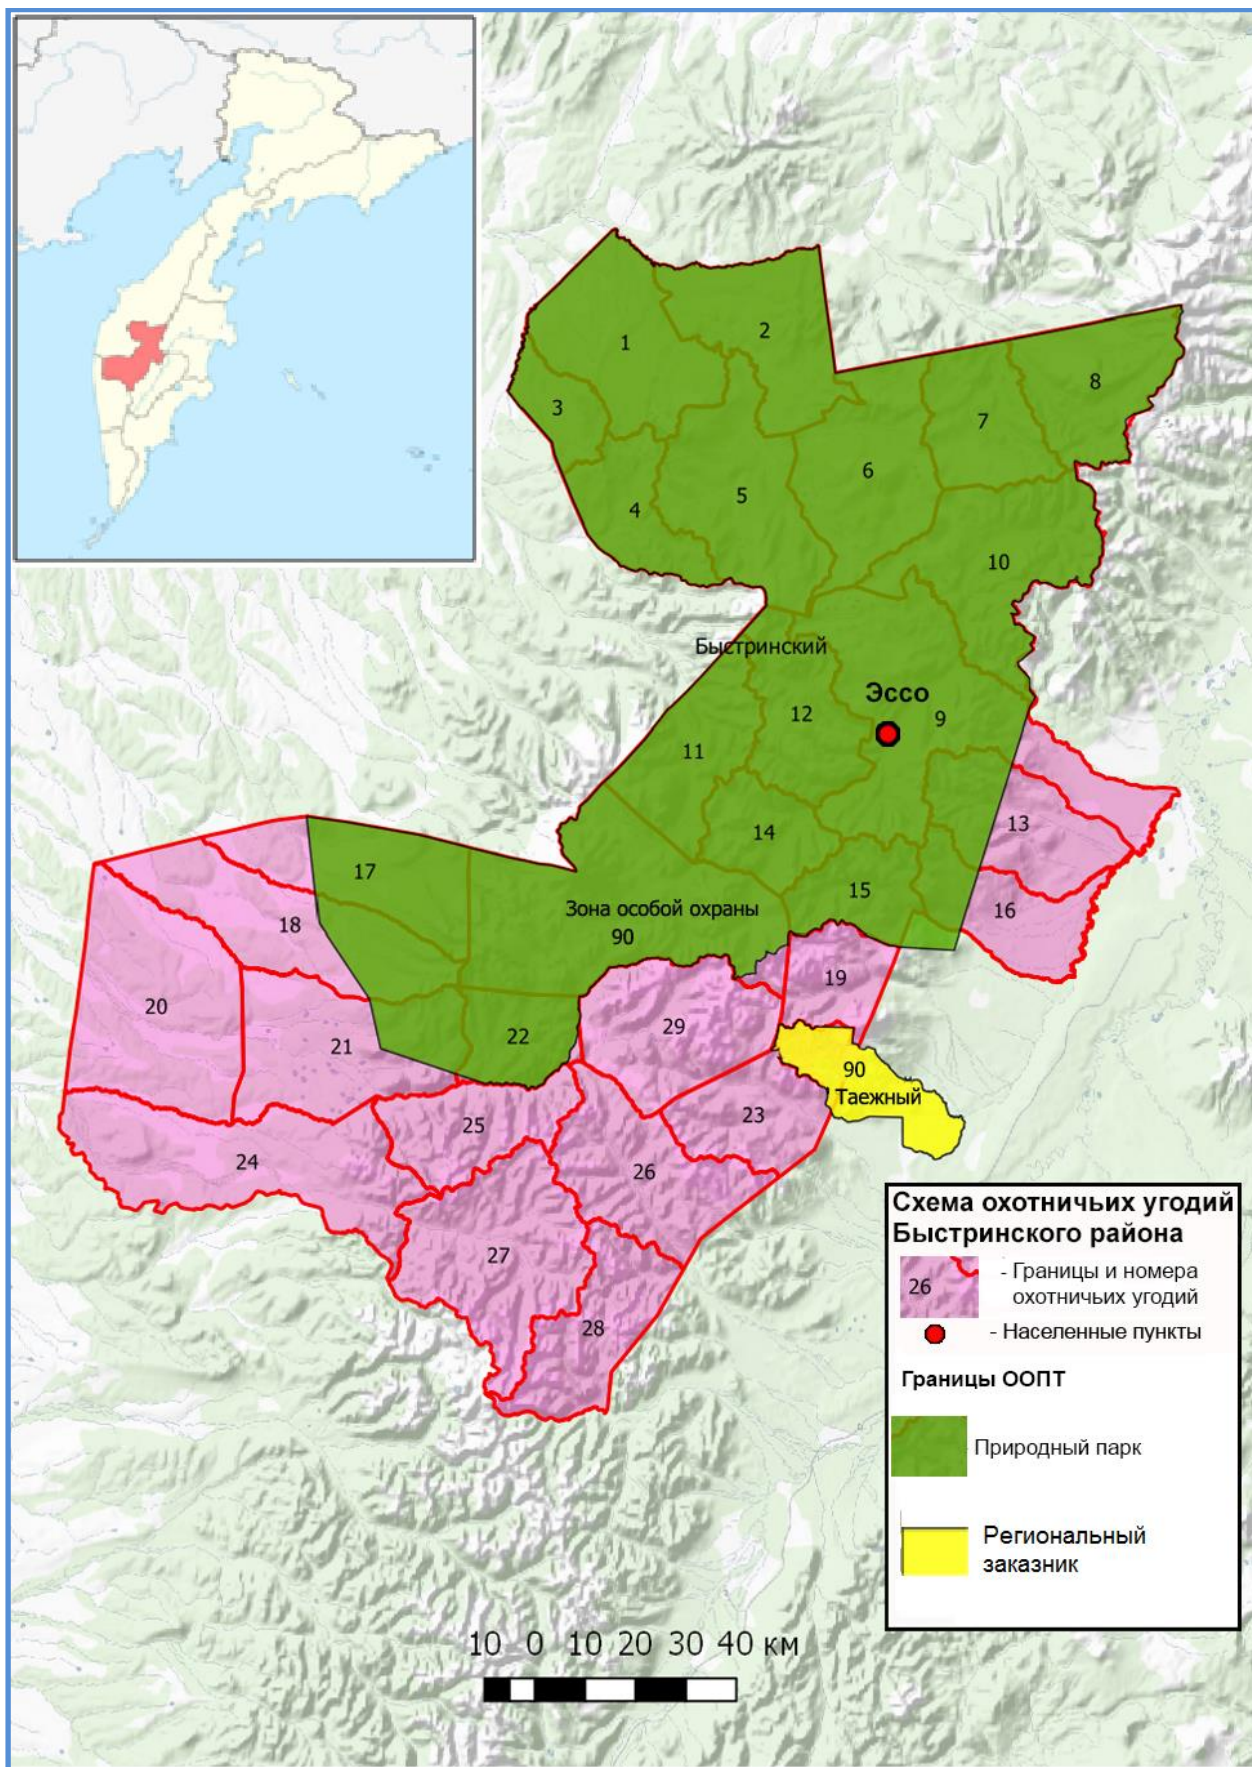 1
2
8
3
7
6
5
4
10
Быстринский
Эссо
12
9
11
13
14
17
15
Зона особой охраны
16
18
90
19
20
29
22
21
90
Таежный
23
25
24
26
27
28
Схема охотничьих угодий
Быстринского района
26
- Границы и номера
охотничьих угодий
- Населенные пункты
Границы ООПТ
Природный парк
Региональный
заказник
10 0 10 20 30 40 км